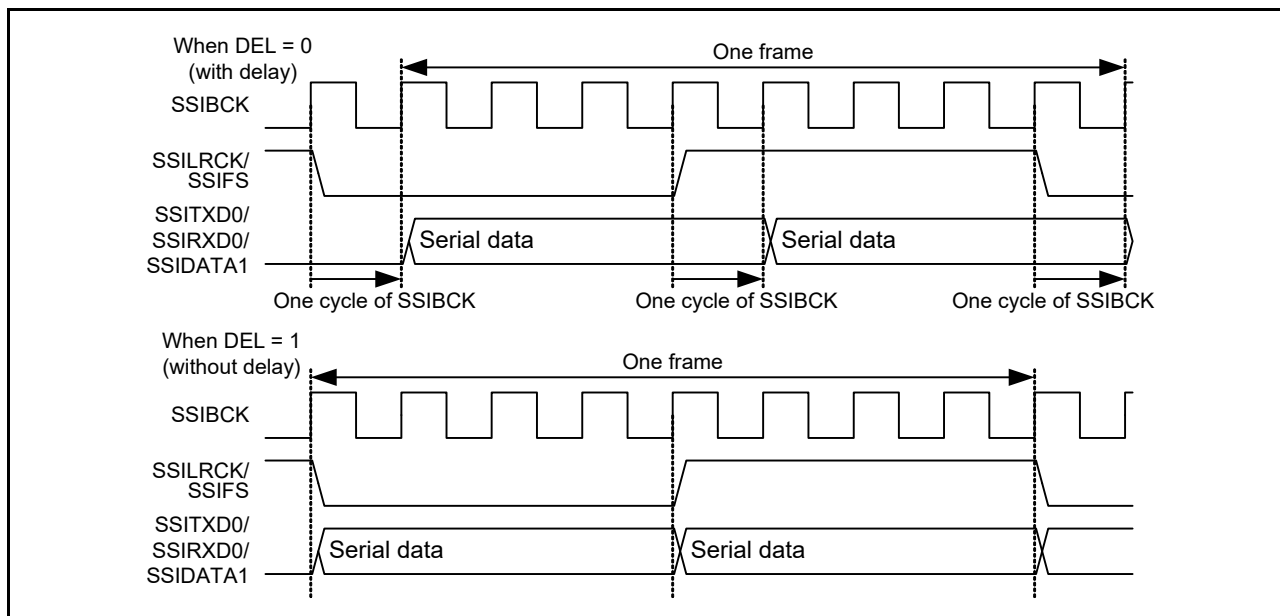 When DEL = 0
(with delay)
One frame
SSIBCK
SSILRCK/
SSIFS
SSITXD0/
SSIRXD0/
SSIDATA1
Serial data
Serial data
One cycle of SSIBCK
One cycle of SSIBCK
One cycle of SSIBCK
When DEL = 1
(without delay)
One frame
SSIBCK
SSILRCK/
SSIFS
SSITXD0/
SSIRXD0/
SSIDATA1
Serial data
Serial data